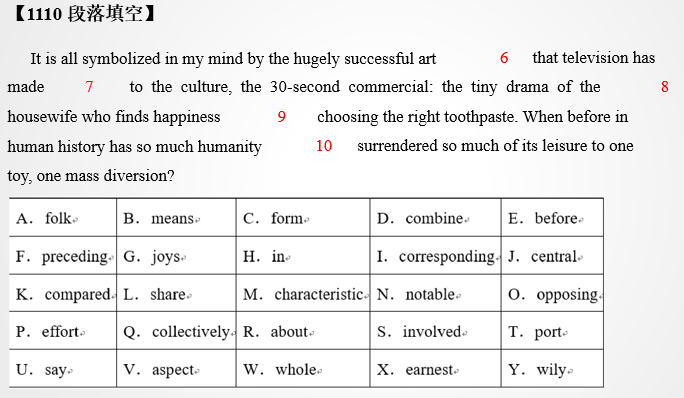 【1110 段落填空】
It is all symbolized in my mind by the hugely successful art 6 that television has
made 7 to the culture, the 30-second commercial: the tiny drama of the 8
housewife who finds happiness 9 choosing the right toothpaste. When before in
human history has so much humanity 10 surrendered so much of its leisure to one
toy, one mass diversion?
A. folk B. means C. form D. combine E. before
F. preceding G. joys H. in I. corresponding J. central
K. compared L. share M. characteristic N. notable O. opposing
P. effort Q. collectively R. about S. involved T. port
U. say V. aspect W. whole X. earnest Y. wily